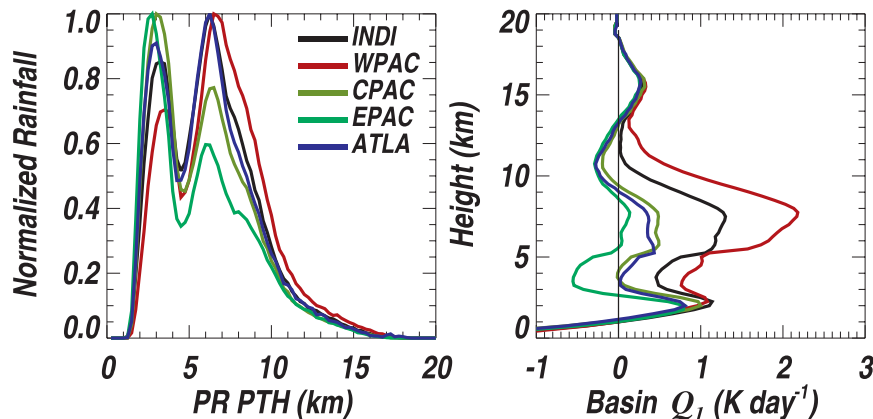 Normalized Rainfall
1.0
0.8
0.6
0.4
0.2
0.0
0 5 10 15 20
PR PTH (km)
INDI
WPAC
CPAC
EPAC
ATLA
Height (km)
20
15
10
5
0
-1 0 1 2 3
Basin Q₁ (K day⁻¹)